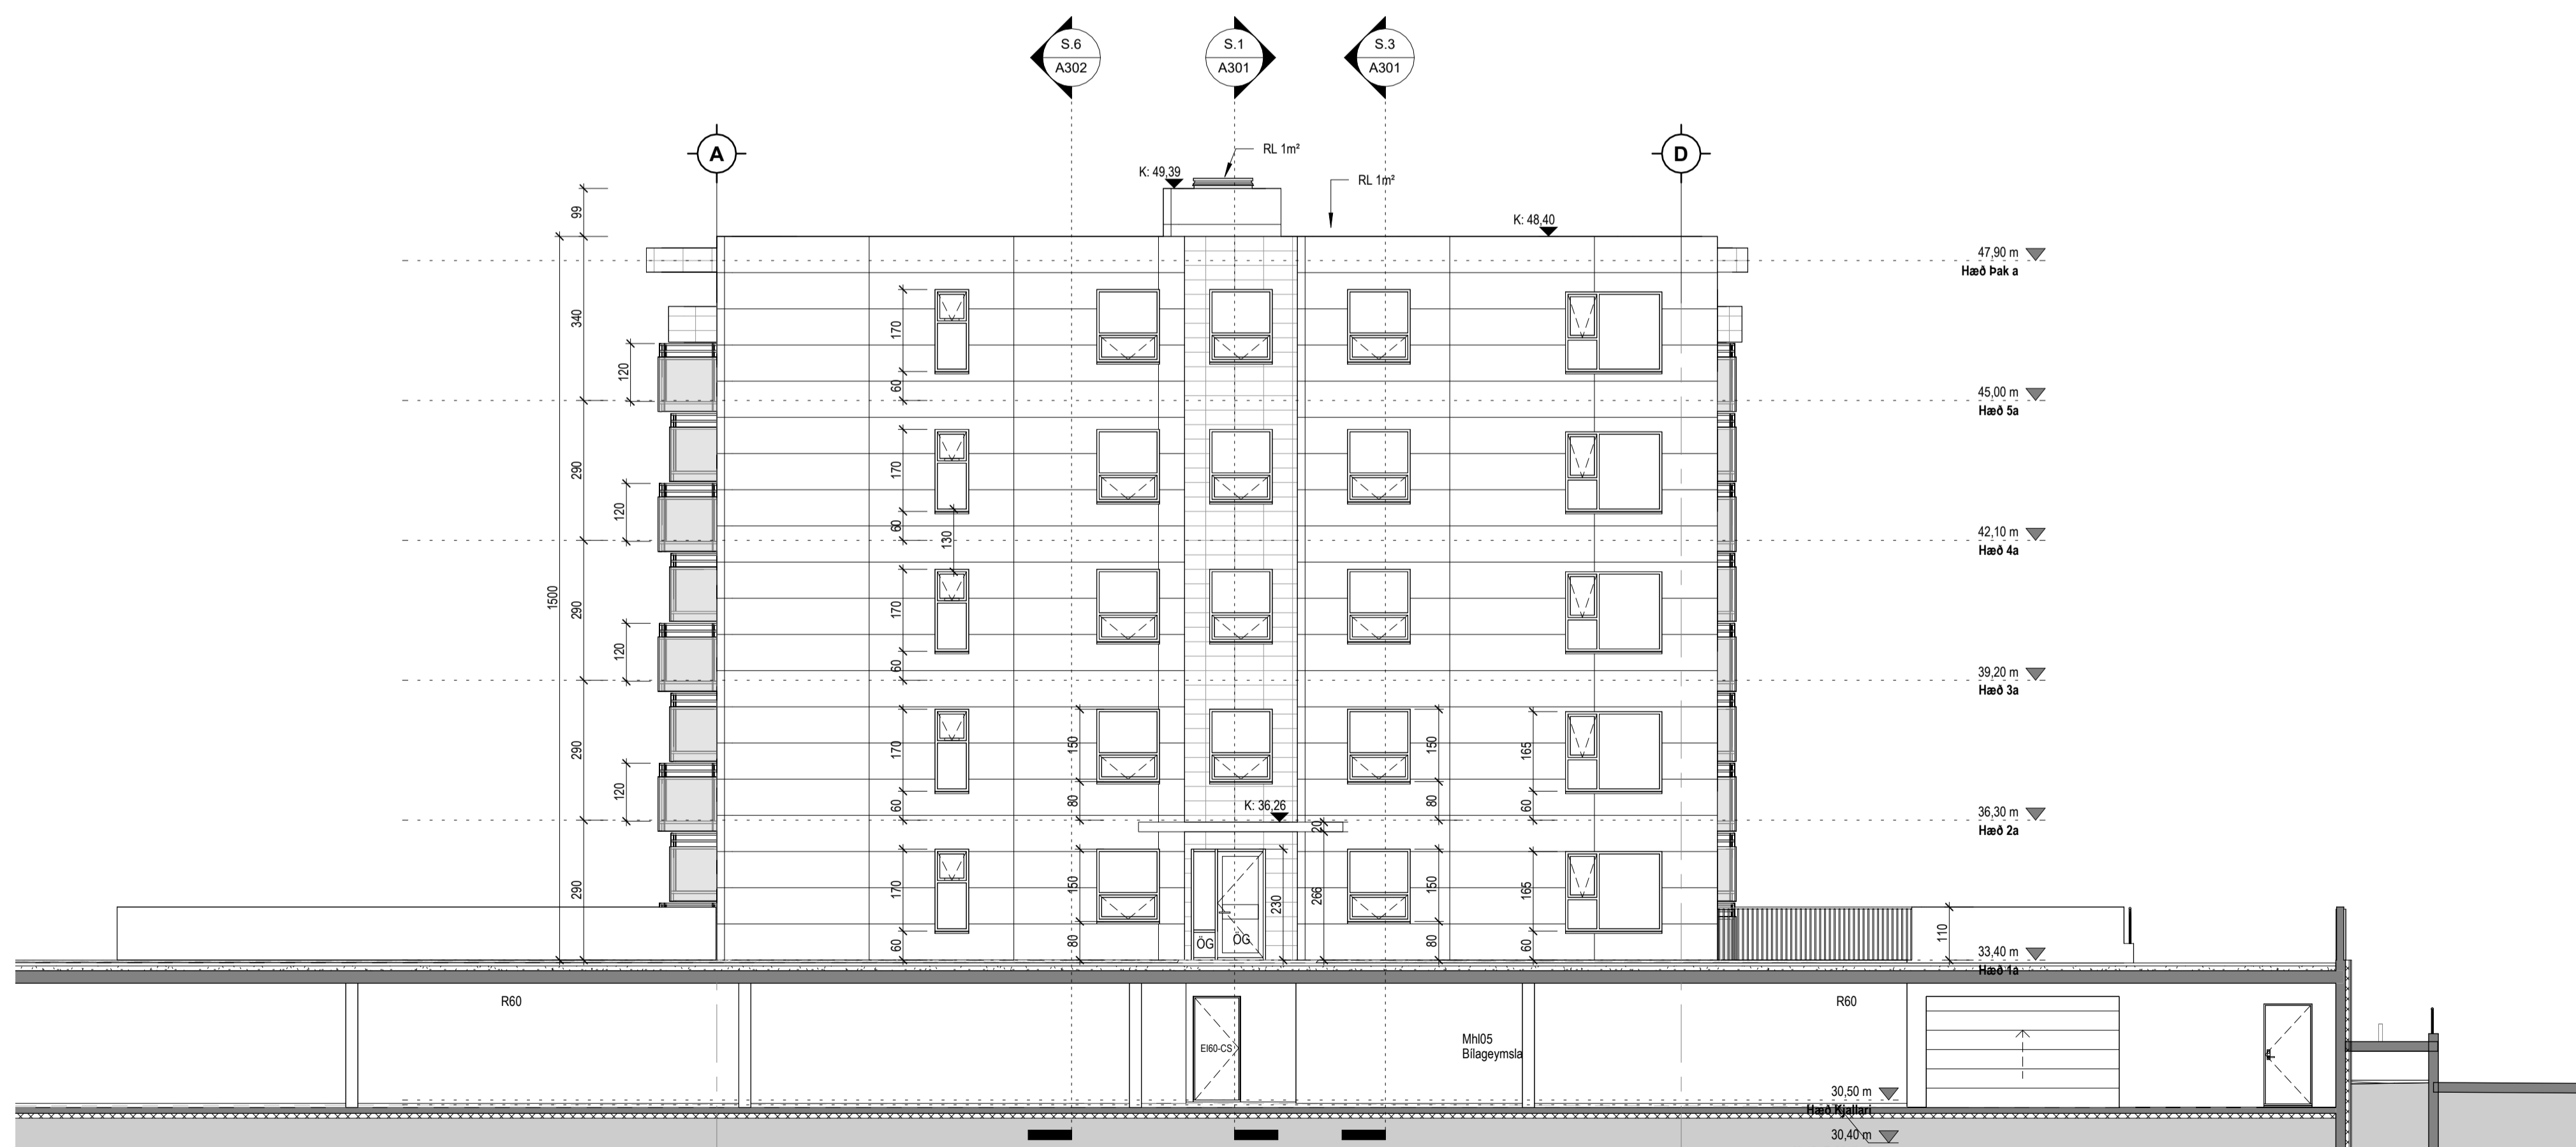 S.6
A302
S.1
A301
S.3
A301
A
D
RL 1m²
K: 49,39
RL 1m²
K: 48,40
99
340
290
290
290
290
290
1500
120
120
120
120
170
60
170
60
130
170
60
170
60
150
80
150
80
165
60
K: 36,26
20
170
60
150
80
ÖG
ÖG
230
266
150
80
165
60
110
47,90 m
Hæð Þak a
45,00 m
Hæð 5a
42,10 m
Hæð 4a
39,20 m
Hæð 3a
36,30 m
Hæð 2a
33,40 m
Hæð 1a
R60
EI60-CS
Mhl05
Bílageymsla
R60
30,50 m
Hæð Kjallari
30,40 m